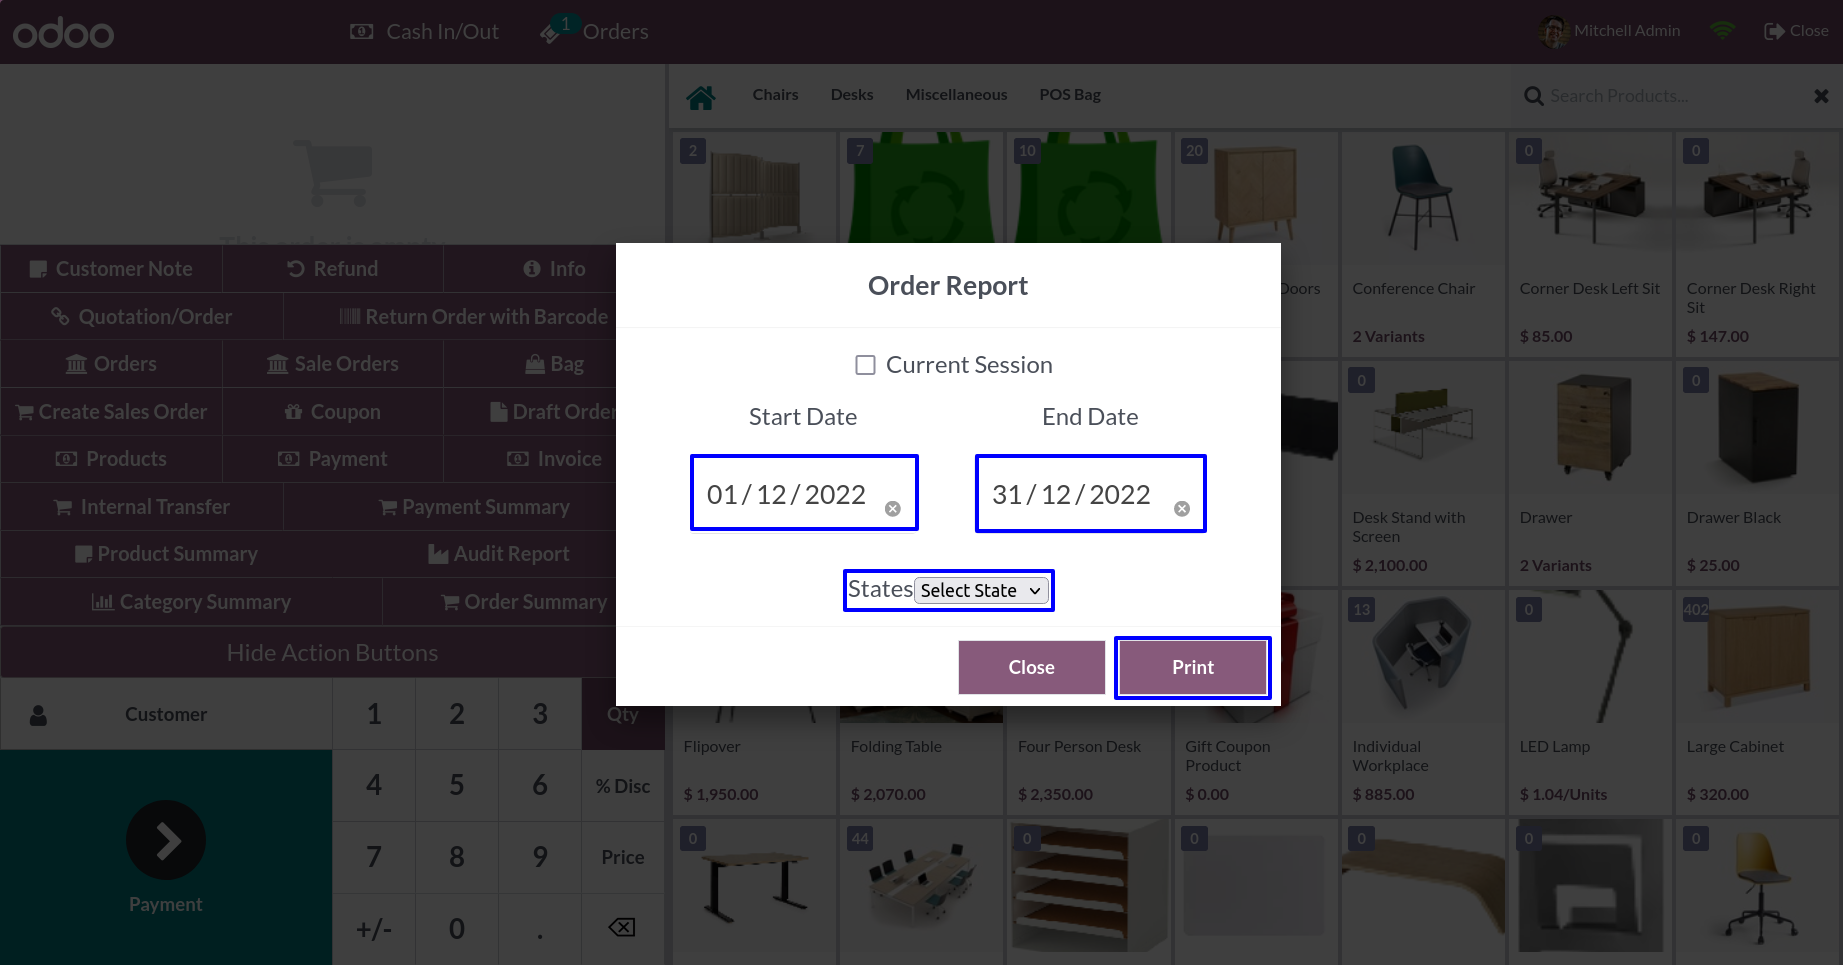 odoo
Cash In/Out
1
Orders
Mitchell Admin
Close
Chairs
Desks
Miscellaneous
POS Bag
Search Products...
2
7
10
20
0
0
Customer Note
Refund
Info
Quotation/Order
Return Order with Barcode
Orders
Sale Orders
Bag
Create Sales Order
Coupon
Draft Order
Products
Payment
Invoice
Internal Transfer
Payment Summary
Product Summary
Audit Report
Category Summary
Order Summary
Hide Action Buttons
Customer
1
2
3
Qty
4
5
6
% Disc
7
8
9
Price
+/-
0
.
Payment
Order Report
Current Session
Start Date
End Date
01/12/2022
31/12/2022
States
Select State
Close
Print
Doors
Conference Chair
2 Variants
Corner Desk Left Sit
$ 85.00
Corner Desk Right
Sit
$ 147.00
0
0
Desk Stand with
Screen
$ 2,100.00
Drawer
2 Variants
Drawer Black
$ 25.00
13
0
402
Flipover
$ 1,950.00
Folding Table
$ 2,070.00
Four Person Desk
$ 2,350.00
Gift Coupon
Product
$ 0.00
Individual
Workplace
$ 885.00
LED Lamp
$ 1.04/Units
Large Cabinet
$ 320.00
0
44
0
0
0
0
0